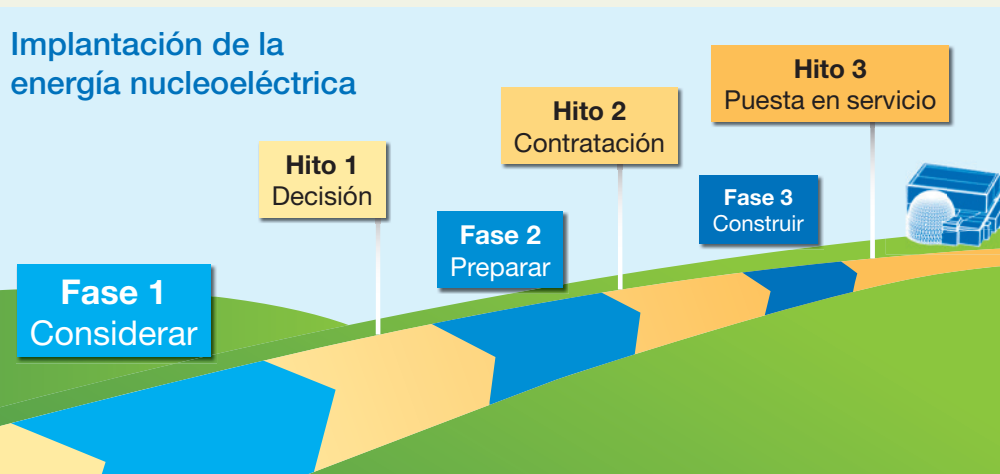 Implantación de la
energía nucleoeléctrica
Fase 1
Considerar
Hito 1
Decisión
Fase 2
Preparar
Hito 2
Contratación
Fase 3
Construir
Hito 3
Puesta en servicio